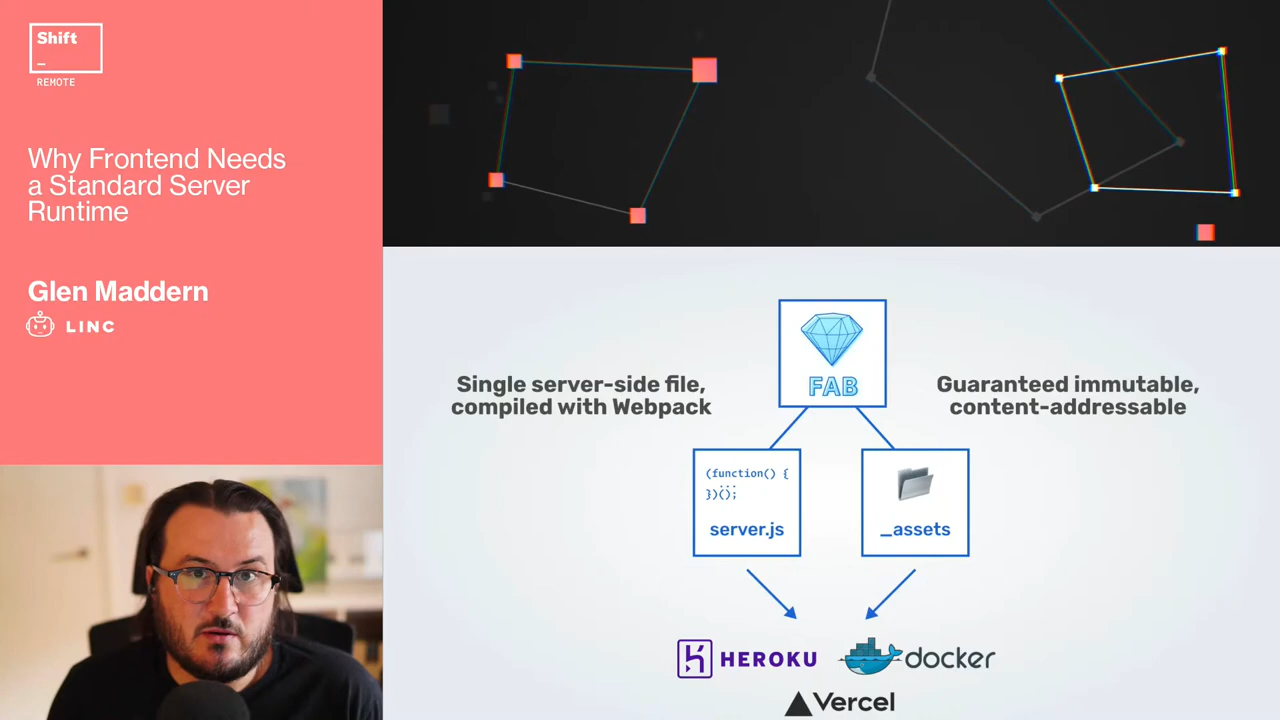 Shift
_
REMOTE
Why Frontend Needs
a Standard Server
Runtime
Glen Maddern
LINC
FAB
Single server-side file,
compiled with Webpack
Guaranteed immutable,
content-addressable
(function() {
...
})();
server.js
_assets
HEROKU
docker
Vercel